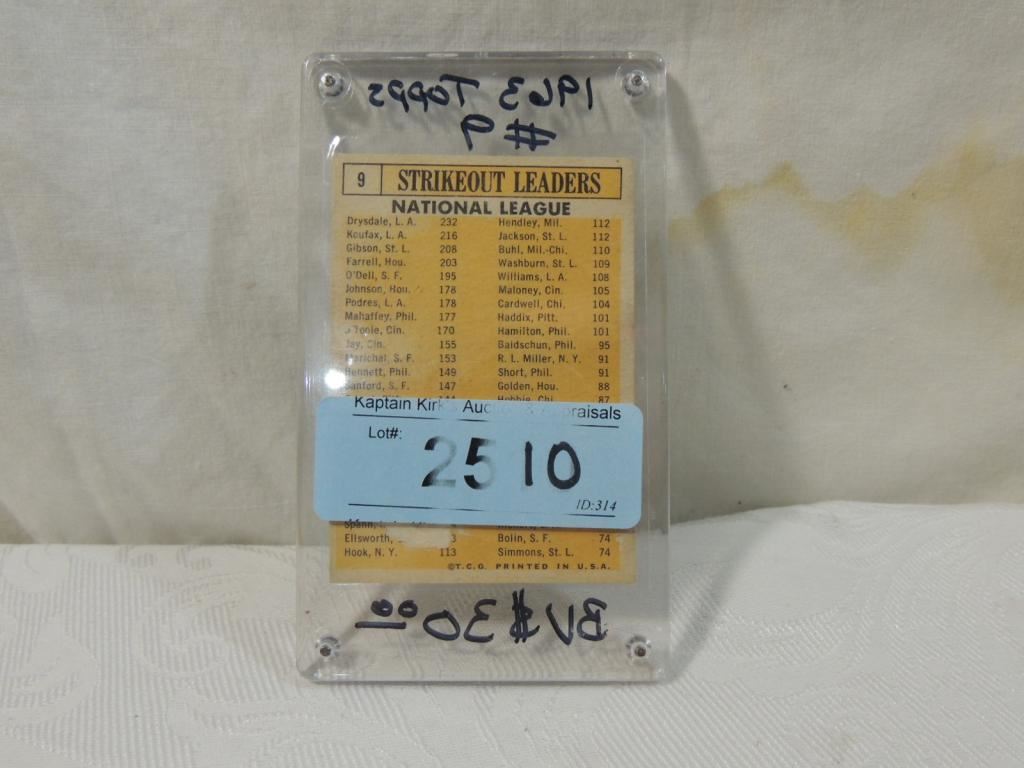 1963 Topps
#9
9 STRIKEOUT LEADERS
NATIONAL LEAGUE
Drysdale, L. A. 232 Hendley, Mil. 112
Koufax, L. A. 216 Jackson, St. L. 112
Gibson, St. L. 208 Buhl, Mil.-Chi. 110
Farrell, Hou. 203 Washburn, St. L. 109
O'Dell, S. F. 195 Williams, L. A. 108
Johnson, Hou. 178 Maloney, Cin. 105
Podres, L. A. 178 Cardwell, Chi. 104
Mahaffey, Phil. 177 Haddix, Pitt. 101
O'Toole, Cin. 170 Hamilton, Phil. 101
Jay, Cin. 155 Baldschun, Phil. 95
Marichal, S. F. 153 R. L. Miller, N. Y. 91
Bennett, Phil. 149 Short, Phil. 91
Sanford, S. F. 147 Golden, Hou. 88
87
Kaptain Kirk's Auction & Appraisals
Lot#: 2510
ID:314
Spann,
Ellsworth, 3 Bolin, S. F. 74
Hook, N. Y. 113 Simmons, St. L. 74
©T.C.G. PRINTED IN U.S.A.
BV $30.00